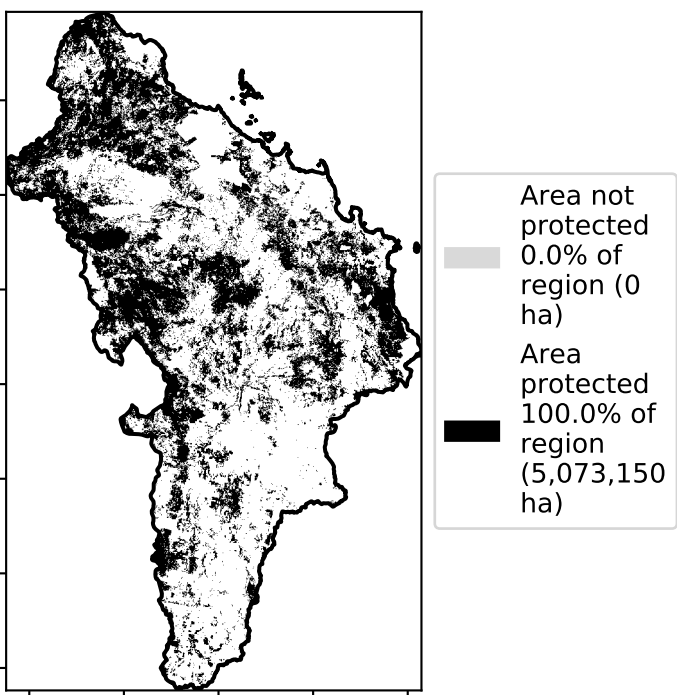 Area not
protected
0.0% of
region (0
ha)
Area
protected
100.0% of
region
(5,073,150
ha)